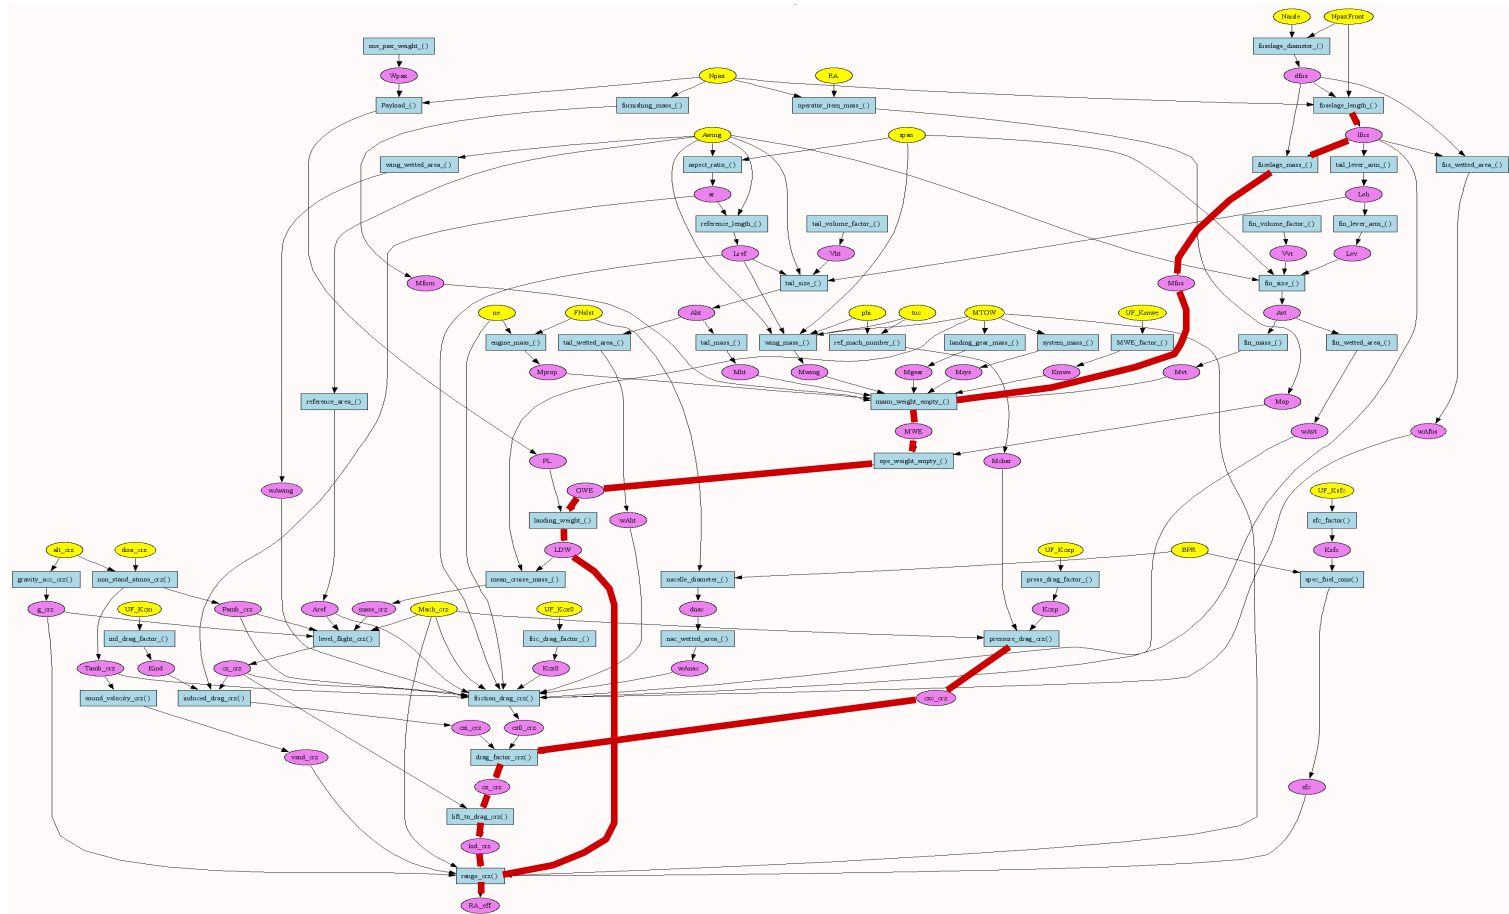 Naisle NpaxFront
one_pax_weight_( ) fuselage_diameter_( )
Wpax Npax RA dfus
Payload_( ) furnishing_mass_( ) operator_item_mass_( ) fuselage_length_( )
Awing span lfus
wing_wetted_area_( ) aspect_ratio_( ) fuselage_mass_( ) tail_lever_arm_( ) fus_wetted_area_( )
ar Leh
reference_length_( ) tail_volume_factor_( ) fin_volume_factor_( ) fin_lever_arm_( )
Lref Vht Vvt Lev
Mfurn tail_size_( ) Mfus fin_size_( )
ne FNslst Aht phi tuc MTOW UF_Kmwe Avt
engine_mass_( ) tail_wetted_area_( ) tail_mass_( ) wing_mass_( ) ref_mach_number_( ) landing_gear_mass_( ) system_mass_( ) MWE_factor_( ) fin_mass_( ) fin_wetted_area_( )
Mprop Mht Mwing Mgear Msys Kmwe Mvt
reference_area_( ) manu_weight_empty_( ) Mop
MWE wAvt wAfus
PL ope_weight_empty_( ) Mchar
wAwing OWE UF_Ksfc
landing_weight_( ) wAht sfc_factor( )
alt_crz disa_crz LDW UF_Kcxp BPR Ksfc
gravity_acc_crz( ) non_stand_atmos_crz( ) mean_cruise_mass_( ) nacelle_diameter_( ) press_drag_factor_( ) spec_fuel_cons( )
g_crz UF_Kcxi Pamb_crz Aref mass_crz Mach_crz UF_Kcx0 dnac Kcxp
ind_drag_factor_( ) level_flight_crz( ) fric_drag_factor_( ) nac_wetted_area_( ) pressure_drag_crz( )
Tamb_crz Kind cz_crz Kcx0 wAnac
sound_velocity_crz( ) induced_drag_crz( ) friction_drag_crz( ) cxc_crz
cxi_crz cx0_crz
vsnd_crz drag_factor_crz( )
cx_crz sfc
lift_to_drag_crz( )
lod_crz
range_crz( )
RA_eff